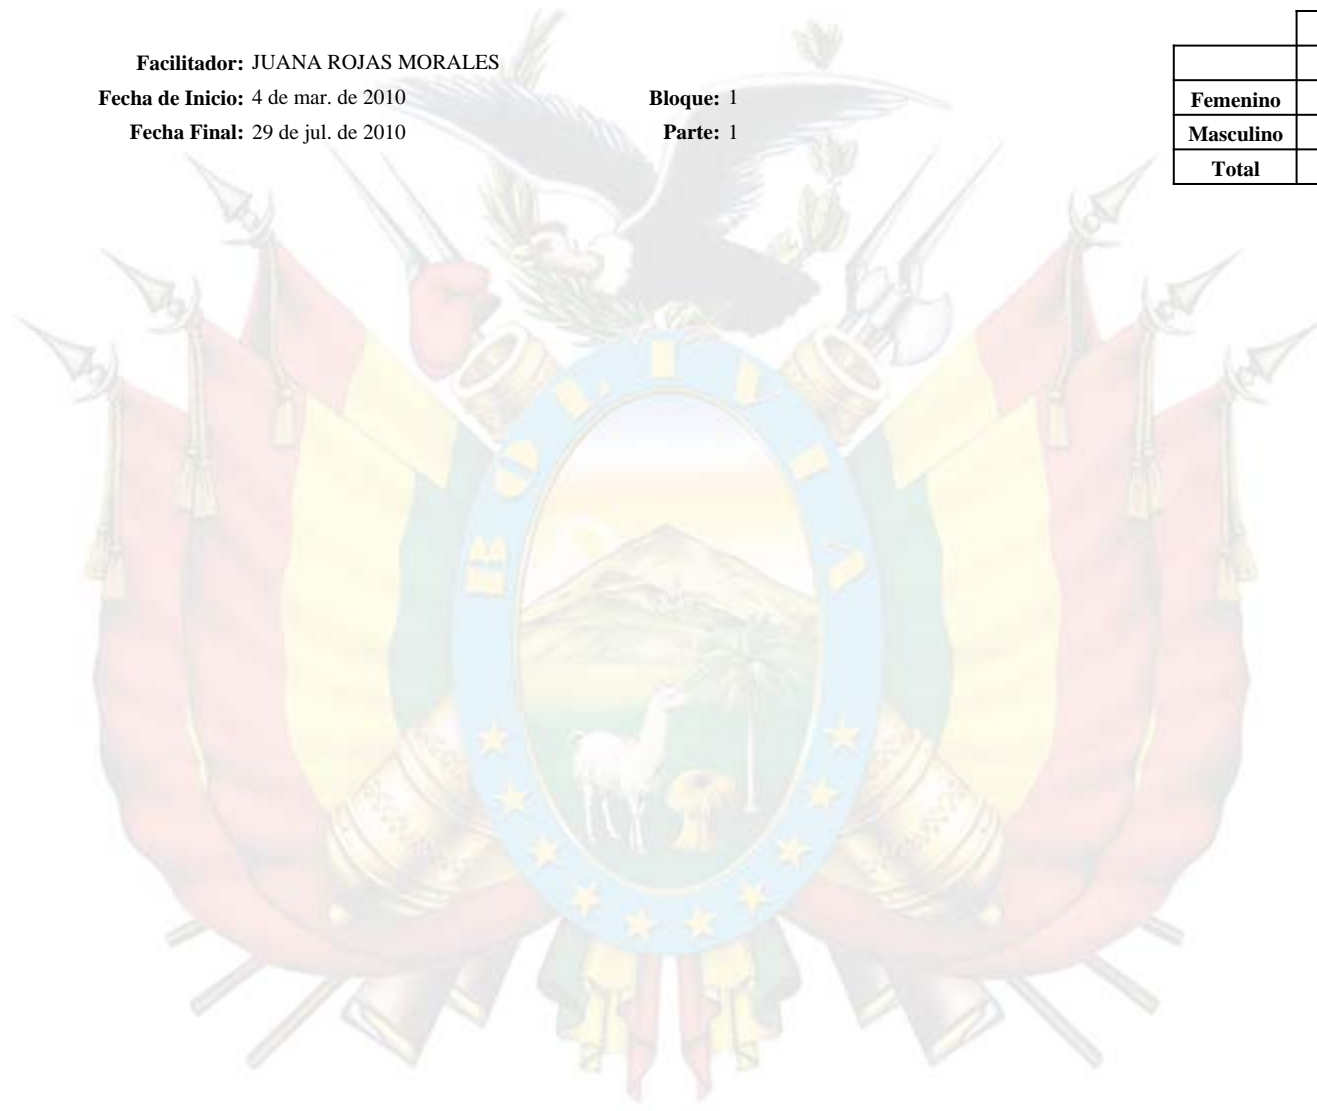 Facilitador: JUANA ROJAS MORALES
Fecha de Inicio: 4 de mar. de 2010 Bloque: 1
Fecha Final: 29 de jul. de 2010 Parte: 1
Femenino
Masculino
Total
BOLIVIA